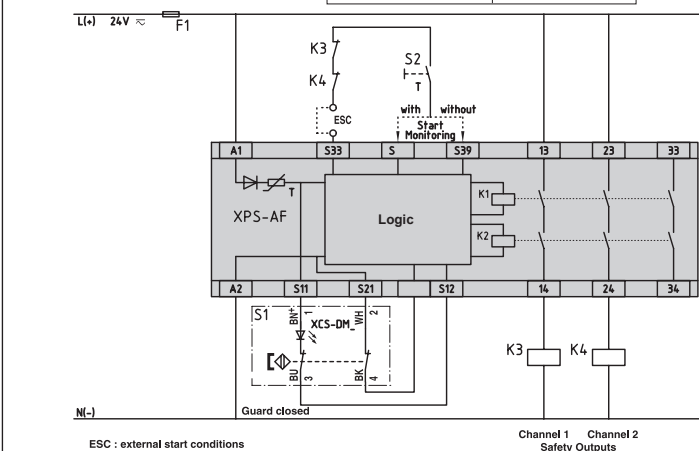 L(+) 24V ≂ F1
K3
S2
K4
T
ESC
with without
Start
Monitoring
A1 S33 S S39 13 23 33
T
K1
XPS-AF
Logic
K2
A2 S11 S21 S12 14 24 34
S1
BN+ 1 XCS-DM_ WH 2
K3 K4
BU 3 BK 4
N(-)
Guard closed
Channel 1 Channel 2
ESC : external start conditions
Safety Outputs